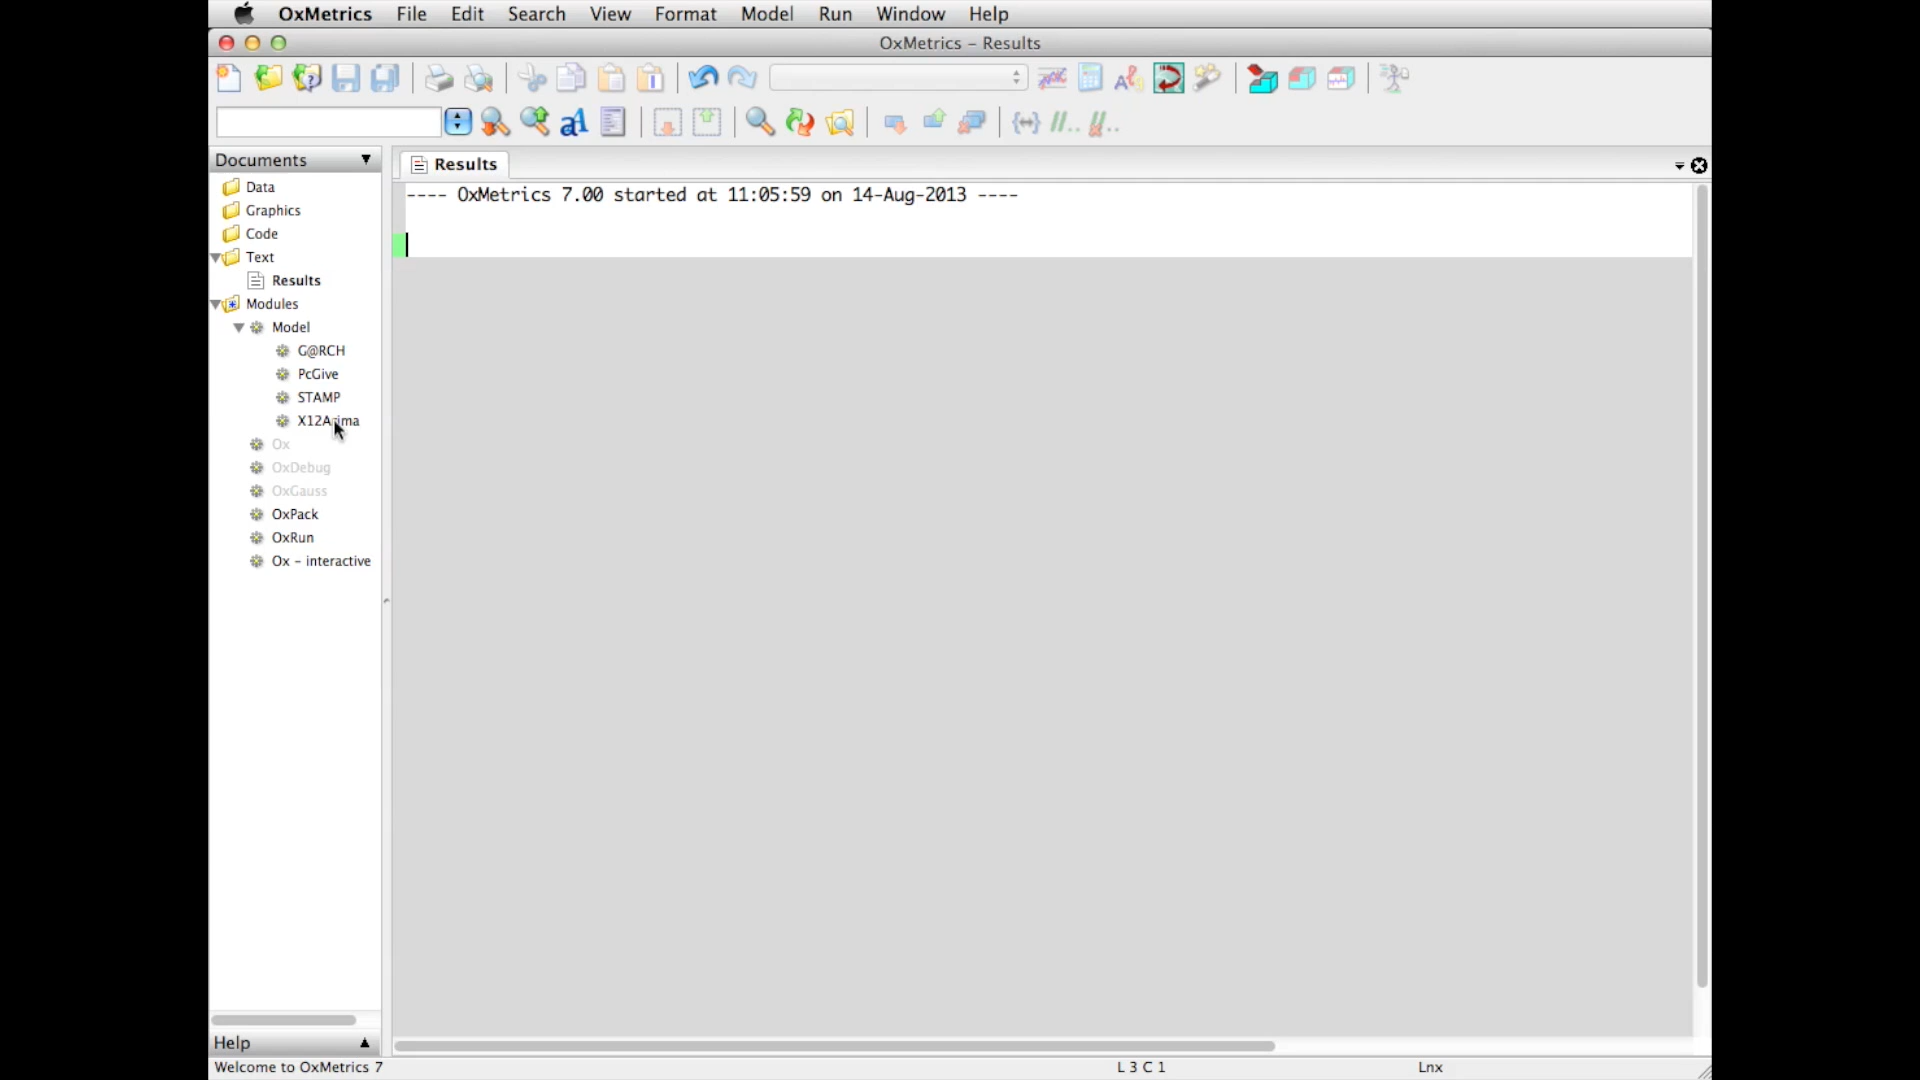 OxMetrics File Edit Search View Format Model Run Window Help
OxMetrics – Results
Documents
Data
Graphics
Code
Text
Results
Modules
Model
G@RCH
PcGive
STAMP
X12Arima
Ox
OxDebug
OxGauss
OxPack
OxRun
Ox – interactive
Results
---- OxMetrics 7.00 started at 11:05:59 on 14-Aug-2013 ----
Help
Welcome to OxMetrics 7 L 3 C 1 Lnx